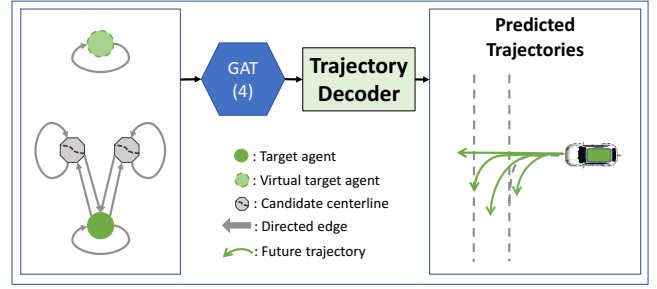 GAT
(4)
Trajectory
Decoder
: Target agent
: Virtual target agent
: Candidate centerline
: Directed edge
: Future trajectory
Predicted
Trajectories